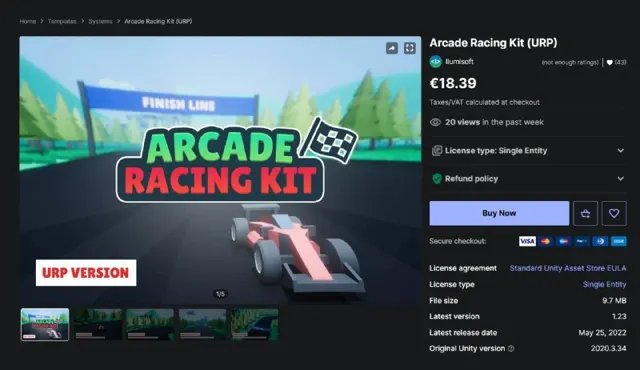 Home > Templates > Systems > Arcade Racing Kit (URP)
FINISH LINE
ARCADE
RACING KIT
URP VERSION
1/5
Arcade Racing Kit (URP)
Ilumisoft
(not enough ratings) | (43)
€18.39
Taxes/VAT calculated at checkout
20 views in the past week
License type: Single Entity
Refund policy
Buy Now
Secure checkout: VISA
License agreement Standard Unity Asset Store EULA
License type Single Entity
File size 9.7 MB
Latest version 1.23
Latest release date May 25, 2022
Original Unity version 2020.3.34